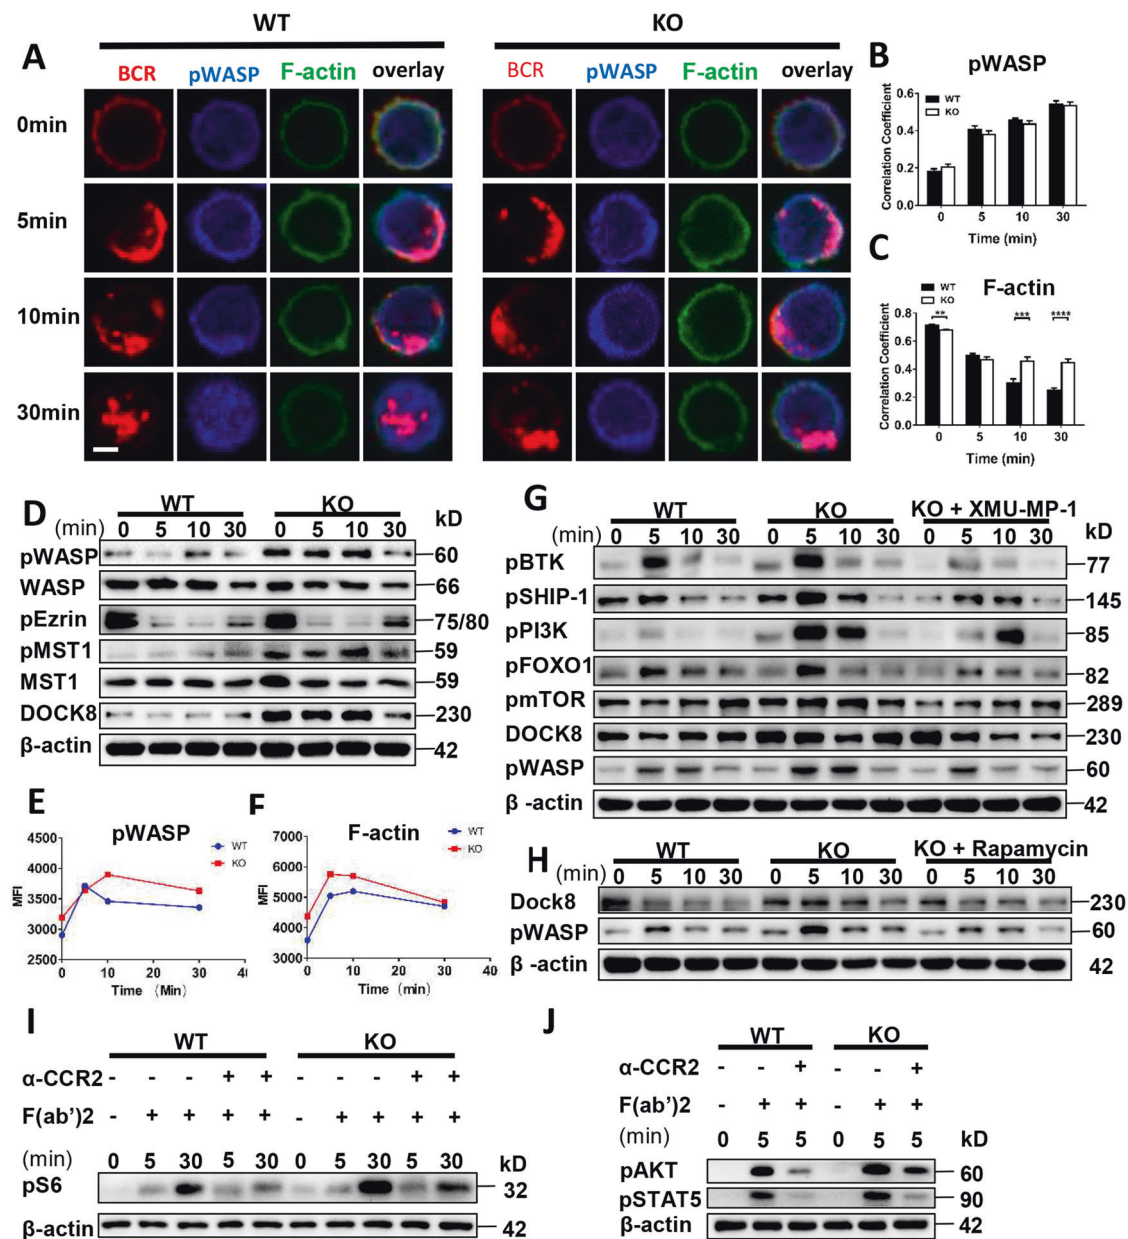 A
WT
KO
BCR pWASP F-actin overlay
BCR pWASP F-actin overlay
0min
5min
10min
30min
B
pWASP
Correlation Coefficient
0.6
0.4
0.2
0.0
WT
KO
0 5 10 30
Time (min)
C
F-actin
Correlation Coefficient
0.8
0.6
0.4
0.2
0.0
WT
KO
** *** ****
0 5 10 30
Time (min)
D
WT KO
(min) 0 5 10 30 0 5 10 30 kD
pWASP 60
WASP 66
pEzrin 75/80
pMST1 59
MST1 59
DOCK8 230
β-actin 42
E
pWASP
MFI
4500
4000
3500
3000
2500
WT
KO
0 10 20 30
Time (Min)
F
F-actin
MFI
7000
6000
5000
4000
3000
WT
KO
0 10 20 30 40
Time (min)
G
WT KO KO + XMU-MP-1
(min) 0 5 10 30 0 5 10 30 0 5 10 30 kD
pBTK 77
pSHIP-1 145
pPI3K 85
pFOXO1 82
pmTOR 289
DOCK8 230
pWASP 60
β -actin 42
H
WT KO KO + Rapamycin
(min) 0 5 10 30 0 5 10 30 0 5 10 30 kD
Dock8 230
pWASP 60
β -actin 42
I
WT KO
α-CCR2 - - - + + - - - + +
F(ab')2 - + + + + - + + + +
(min) 0 5 30 5 30 0 5 30 5 30 kD
pS6 32
β-actin 42
J
WT KO
α-CCR2 - - + - - +
F(ab')2 - + + - + +
(min) 0 5 5 0 5 5 kD
pAKT 60
pSTAT5 90
β-actin 42